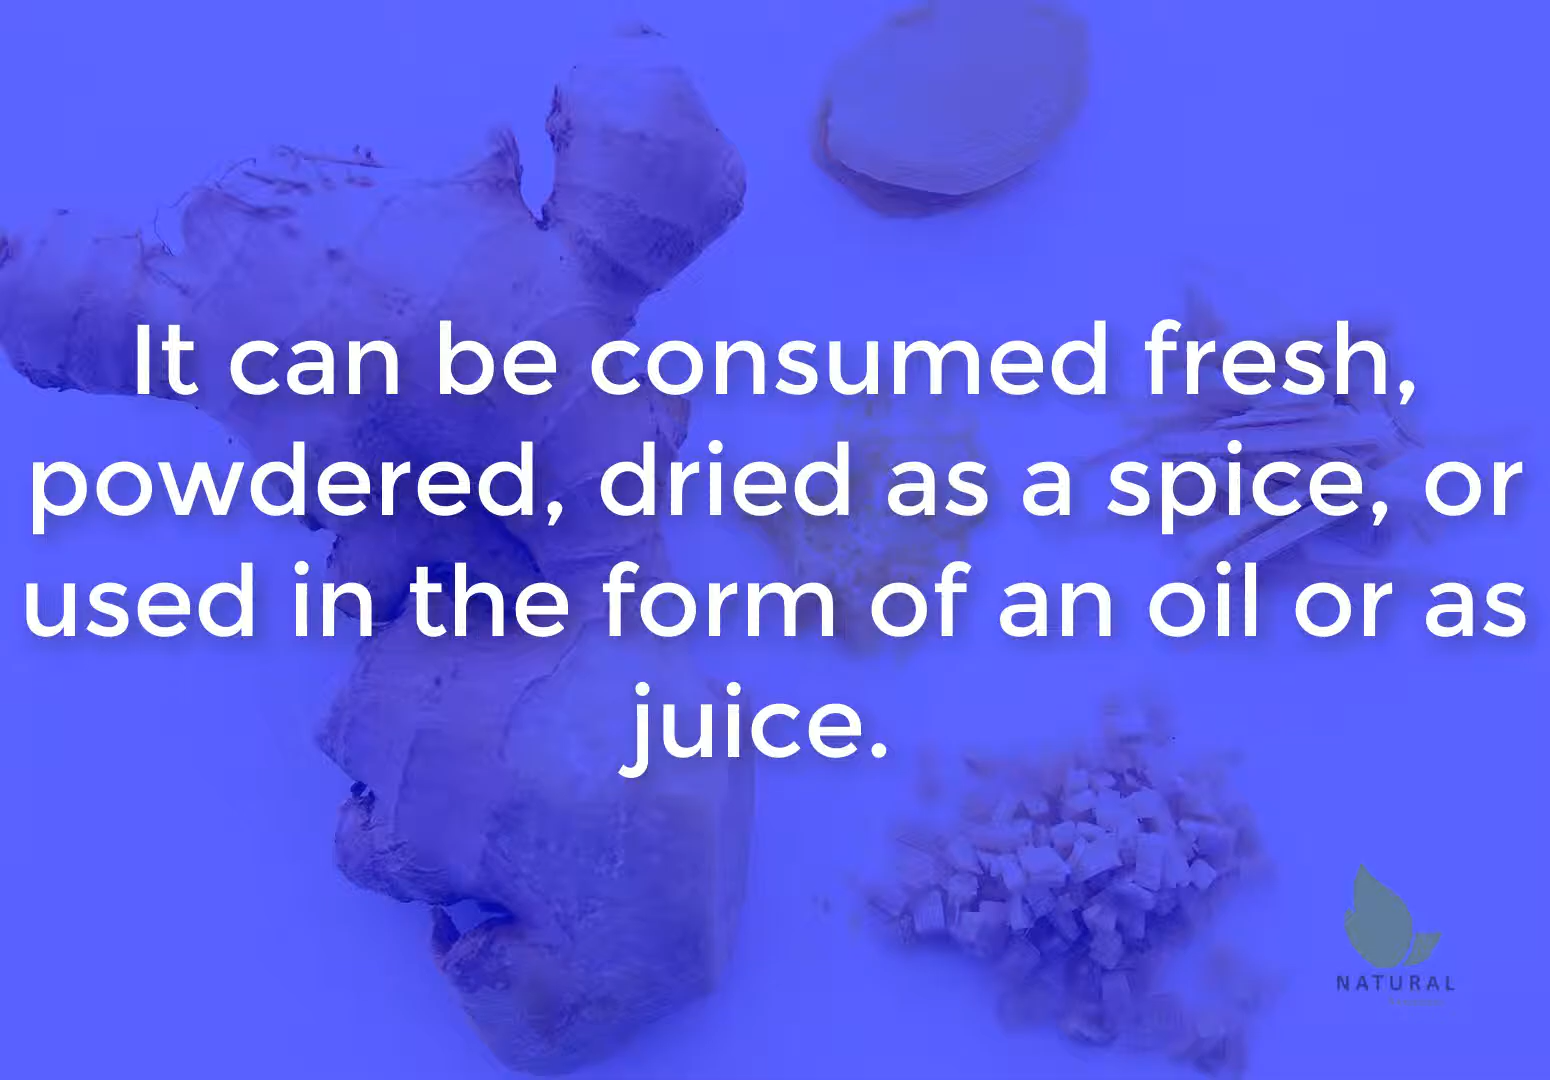 It can be consumed fresh,
powdered, dried as a spice, or
used in the form of an oil or as
juice.
NATURAL